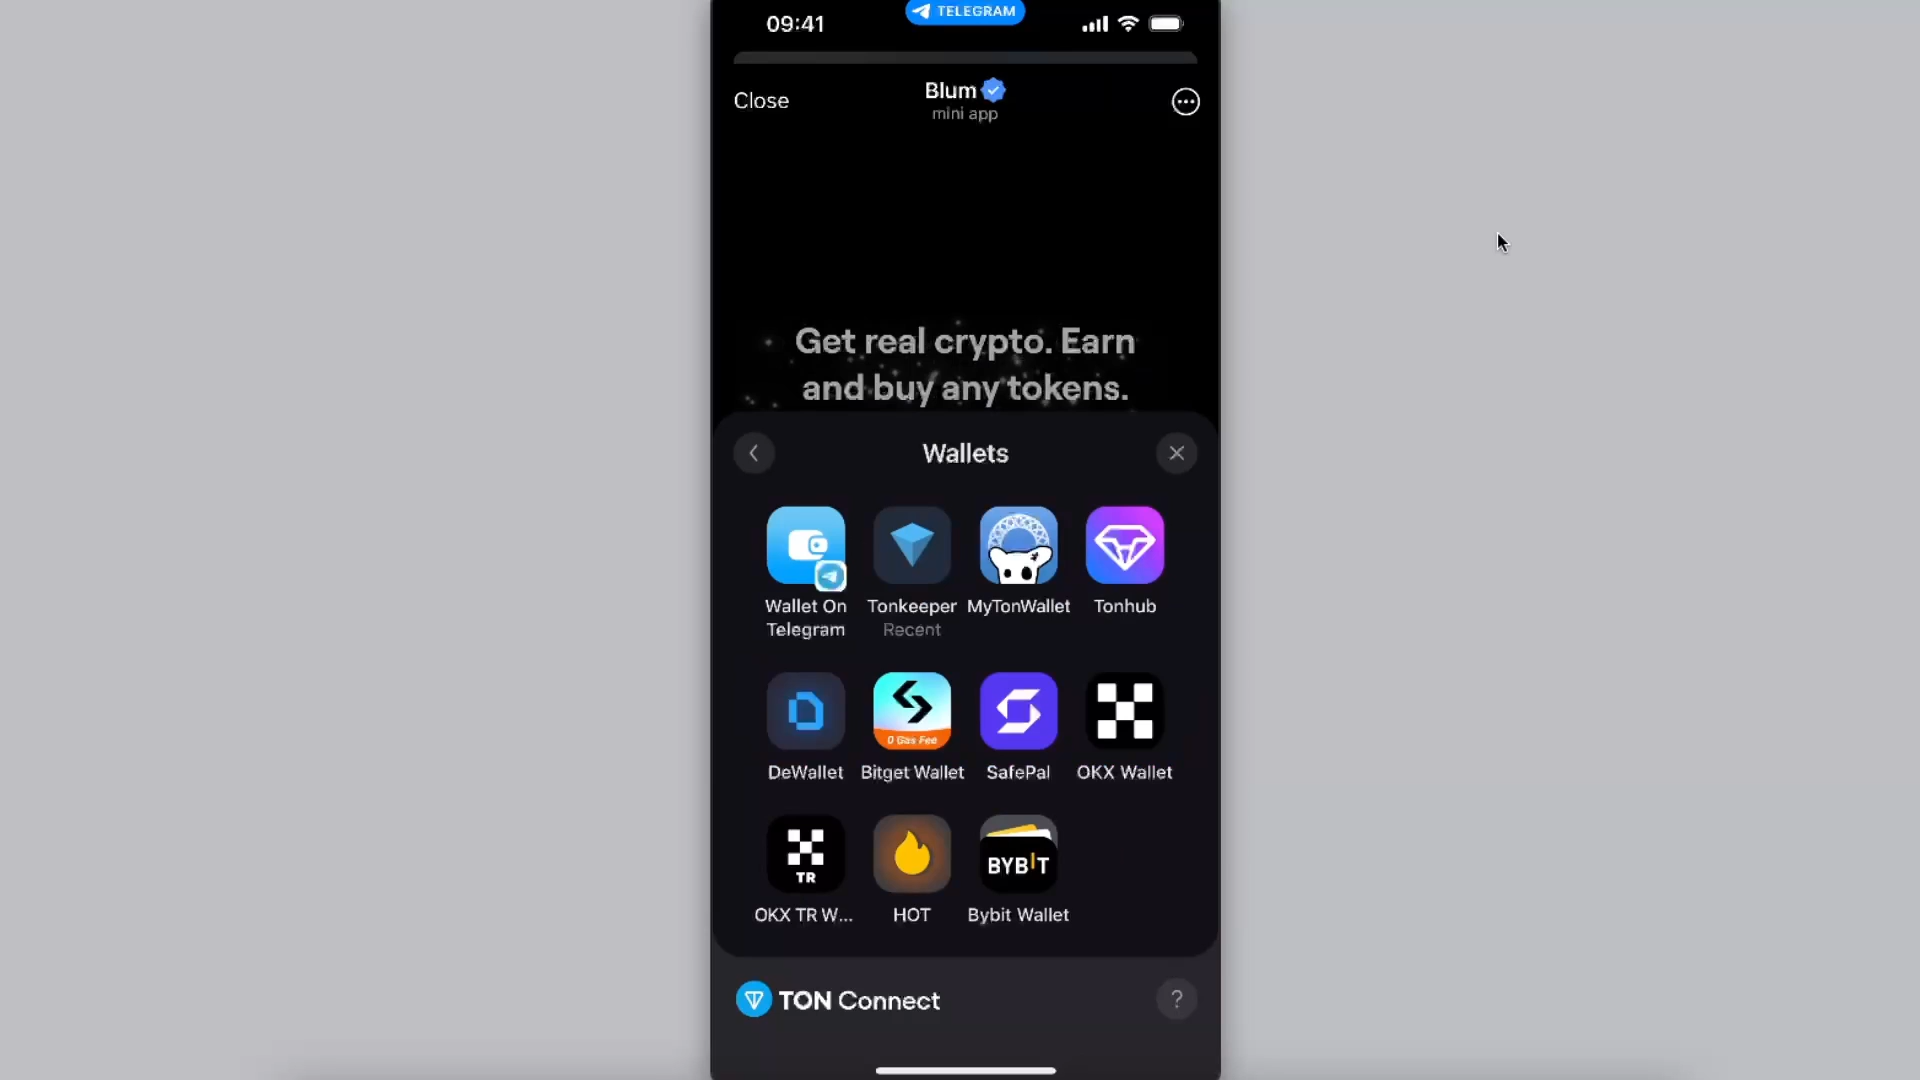 09:41
TELEGRAM
Close
Blum
mini app
Get real crypto. Earn
and buy any tokens.
Wallets
Wallet On
Telegram
Tonkeeper
Recent
MyTonWallet
Tonhub
0 Gas Fee
DeWallet
Bitget Wallet
SafePal
OKX Wallet
TR
BYBIT
OKX TR W...
HOT
Bybit Wallet
TON Connect
?